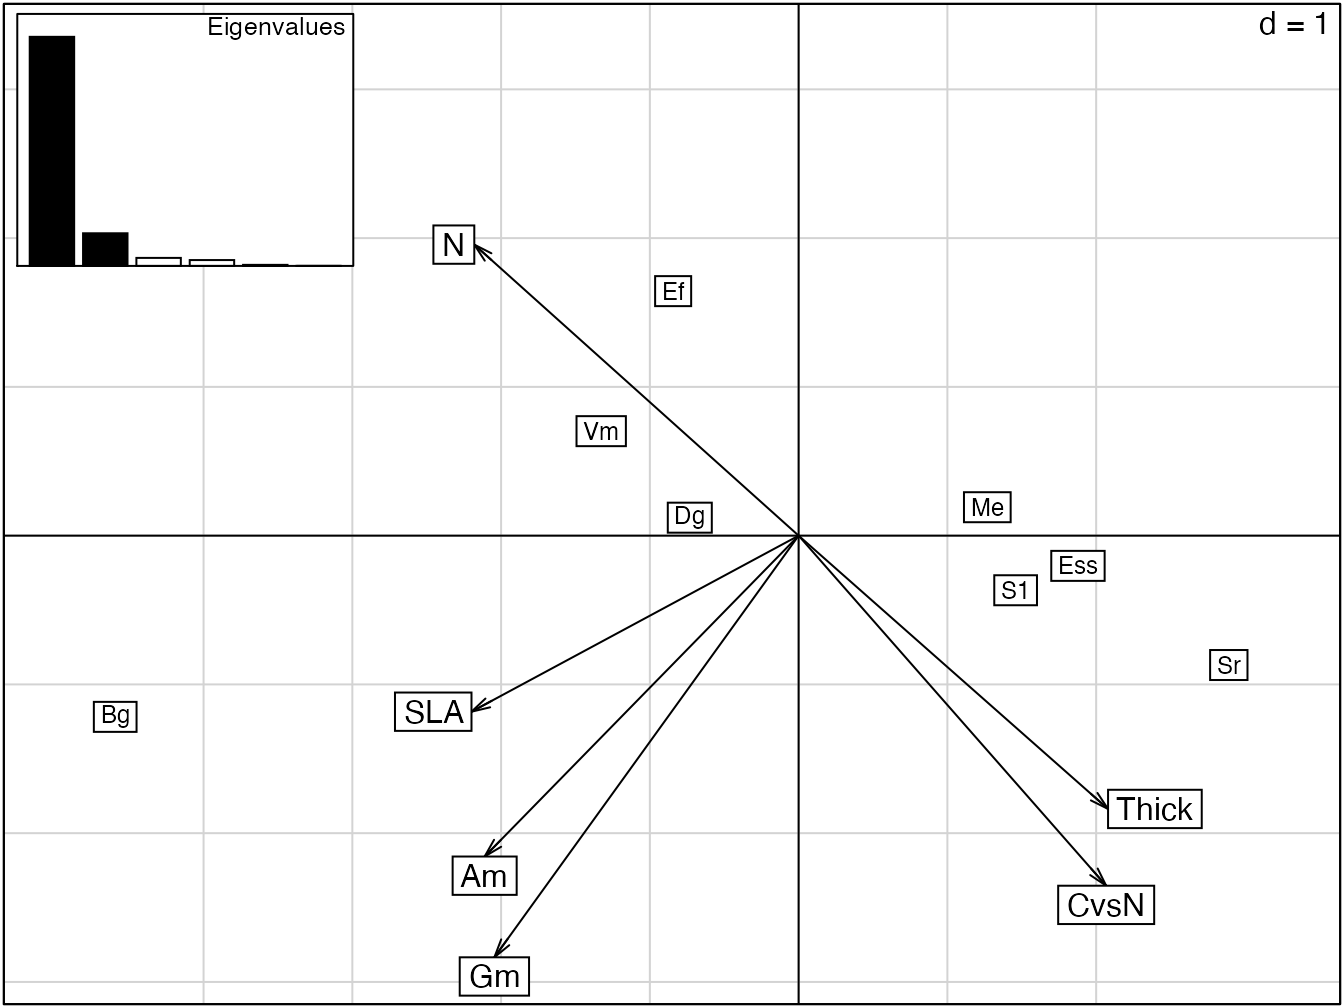 Eigenvalues
d = 1
N
Ef
Vm
Dg
Me
Ess
S1
Sr
SLA
Bg
Thick
Am
CvsN
Gm